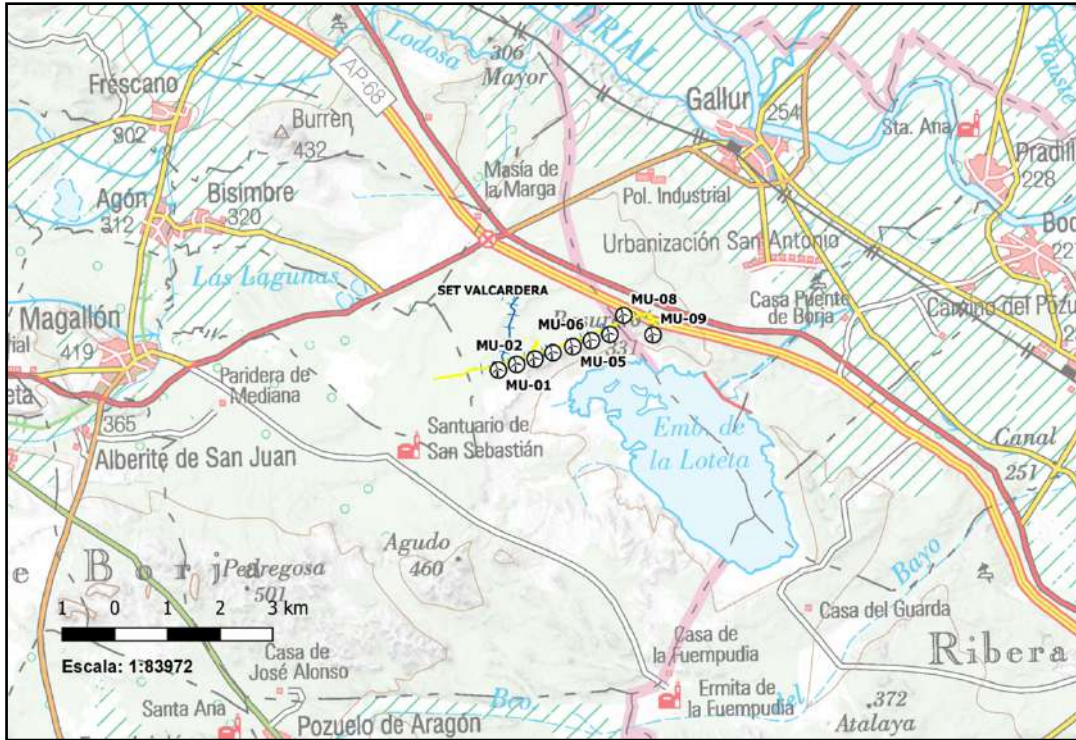 Lodosa
306
Mayor
Gallur
254
Sta. Ana
Fréscano
302
AP-68
Burren
432
Masía de
la Marga
Pol. Industrial
228
Agón
312
Bisimbre
320
Urbanización San Antonio
Las Lagunas
SET VALCARDERA
MU-08
Casa Puente
de Borja
MU-06
MU-09
Magallón
419
MU-02
331
MU-05
MU-01
Paridera de
Mediana
365
Santuario de
San Sebastián
Emb. de
la Loteta
Canal
251
Alberite de San Juan
Agudo
460
e Borja
Pedregosa
501
Bayo
1 0 1 2 3 km
Escala: 1:83972
Casa de
José Alonso
Casa del Guarda
Casa de
la Fuempudia
Ribera
Ermita de
la Fuempudia
del
372
Atalaya
Santa Ana
Pozuelo de Aragón
Bco